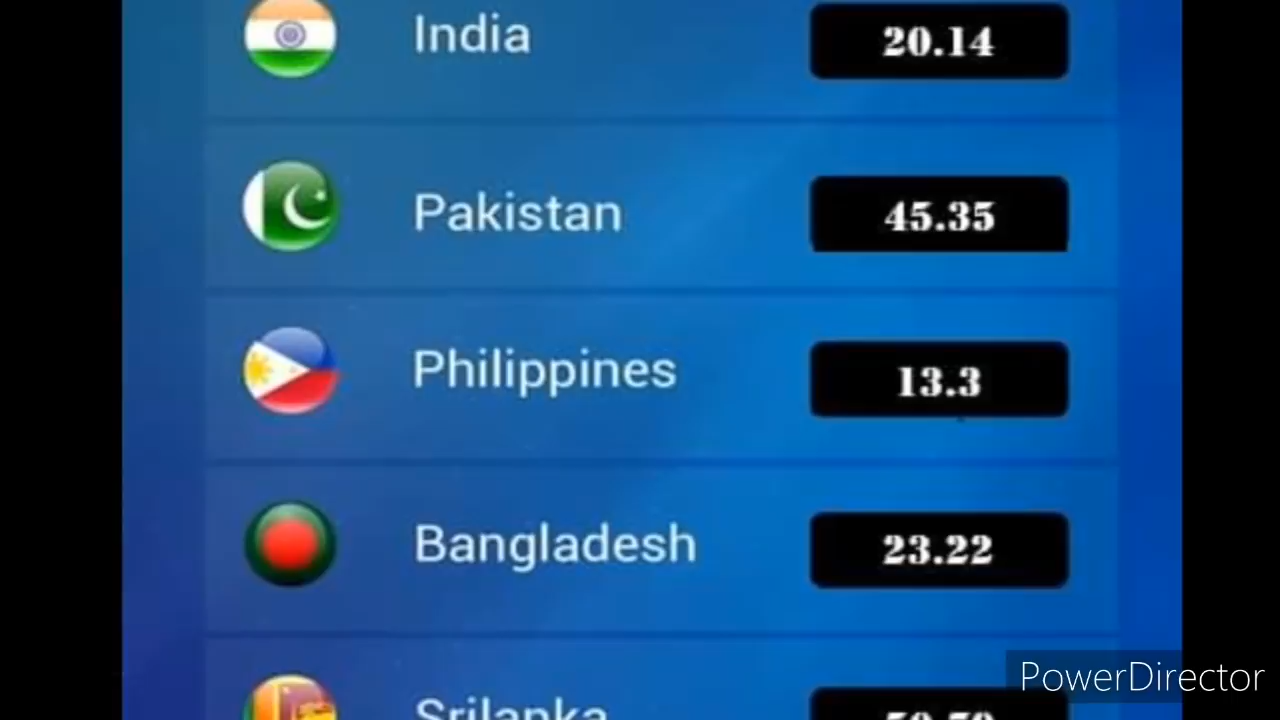 India 20.14
Pakistan 45.35
Philippines 13.3
Bangladesh 23.22
Srilanka
PowerDirector